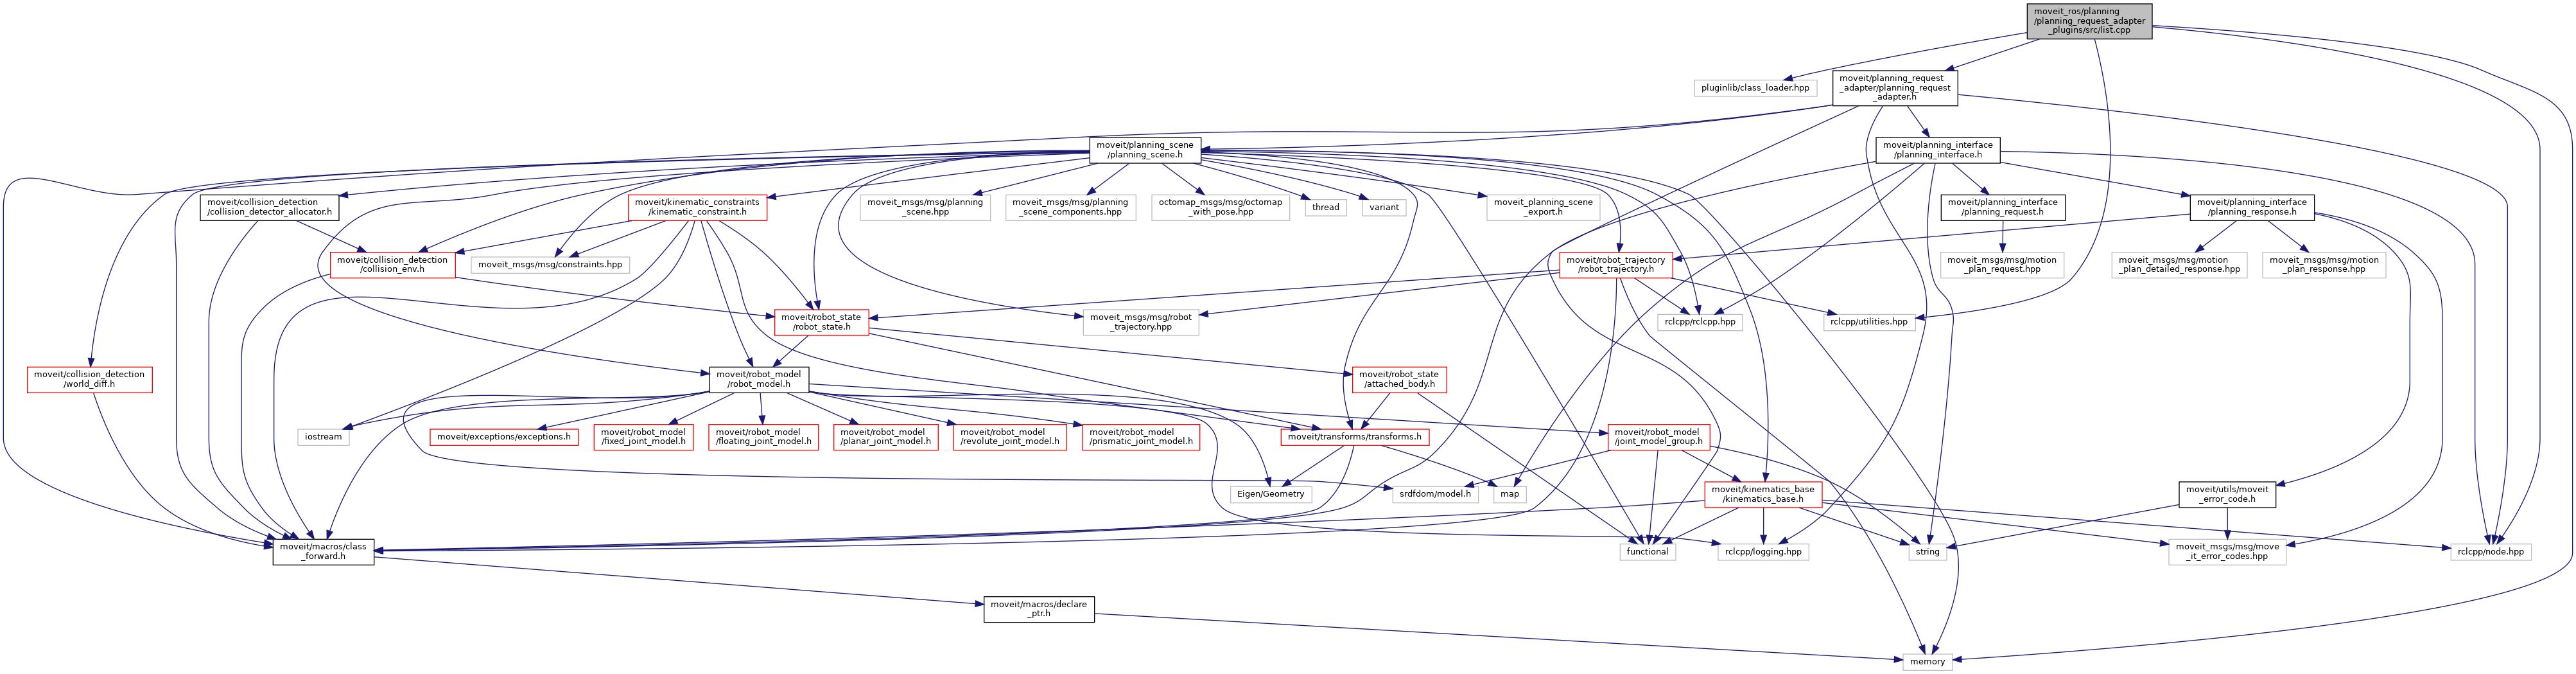 moveit_ros/planning
/planning_request_adapter
_plugins/src/list.cpp
pluginlib/class_loader.hpp
moveit/planning_request
_adapter/planning_request
_adapter.h
moveit/planning_scene
/planning_scene.h
moveit/planning_interface
/planning_interface.h
moveit/collision_detection
/collision_detector_allocator.h
moveit/kinematic_constraints
/kinematic_constraint.h
moveit_msgs/msg/planning
_scene.hpp
moveit_msgs/msg/planning
_scene_components.hpp
octomap_msgs/msg/octomap
_with_pose.hpp
thread
variant
moveit_planning_scene
_export.h
moveit/planning_interface
/planning_request.h
moveit/planning_interface
/planning_response.h
moveit/collision_detection
/collision_env.h
moveit_msgs/msg/constraints.hpp
moveit/robot_trajectory
/robot_trajectory.h
moveit_msgs/msg/motion
_plan_request.hpp
moveit_msgs/msg/motion
_plan_detailed_response.hpp
moveit_msgs/msg/motion
_plan_response.hpp
moveit/robot_state
/robot_state.h
moveit_msgs/msg/robot
_trajectory.hpp
rclcpp/rclcpp.hpp
rclcpp/utilities.hpp
moveit/collision_detection
/world_diff.h
moveit/robot_model
/robot_model.h
moveit/robot_state
/attached_body.h
iostream
moveit/exceptions/exceptions.h
moveit/robot_model
/fixed_joint_model.h
moveit/robot_model
/floating_joint_model.h
moveit/robot_model
/planar_joint_model.h
moveit/robot_model
/revolute_joint_model.h
moveit/robot_model
/prismatic_joint_model.h
moveit/transforms/transforms.h
moveit/robot_model
/joint_model_group.h
Eigen/Geometry
srdfdom/model.h
map
moveit/kinematics_base
/kinematics_base.h
moveit/utils/moveit
_error_code.h
moveit/macros/class
_forward.h
functional
rclcpp/logging.hpp
string
moveit_msgs/msg/move
_it_error_codes.hpp
rclcpp/node.hpp
moveit/macros/declare
_ptr.h
memory